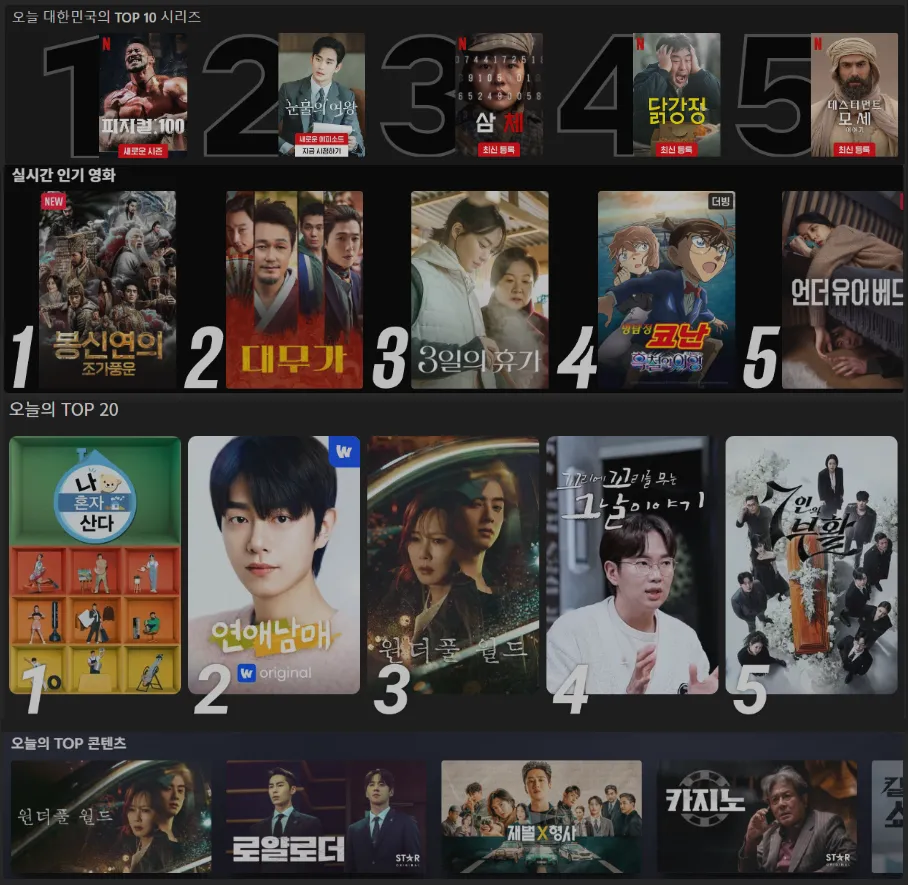 오늘 대한민국의 TOP 10 시리즈
1
N
피지컬: 100
새로운 시즌
2
눈물의 여왕
새로운 에피소드
지금 시청하기
3
N
삼 체
최신 등록
4
N
닭강정
최신 등록
5
N
테스터먼트
모세
이야기
최신 등록
실시간 인기 영화
1
NEW
봉신연의
조가풍운
2
대무가
3
3일의 휴가
4
더빙
명탐정
코난
흑철의 어영
5
언더 유어 베드
오늘의 TOP 20
나
혼자
산다
1
W
연애남매
W original
2
원더풀 월드
3
꼬리에 꼬리를 무는
그날 이야기
4
7인의
부활
5
오늘의 TOP 콘텐츠
원더풀 월드
로얄로더
STAR
ORIGINAL
재벌X형사
카지노
STAR
ORIGINAL